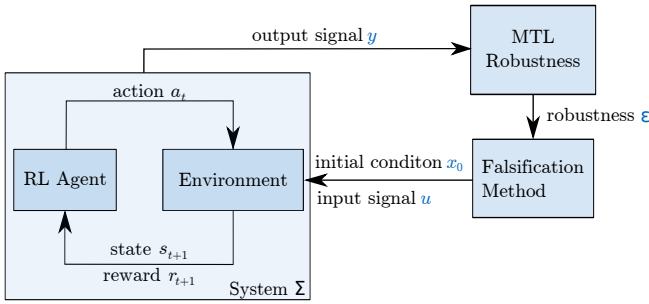 output signal y
MTL
Robustness
action a_t
robustness ε
RL Agent
Environment
initial conditon x_0
input signal u
Falsification
Method
state s_{t+1}
reward r_{t+1}
System Σ